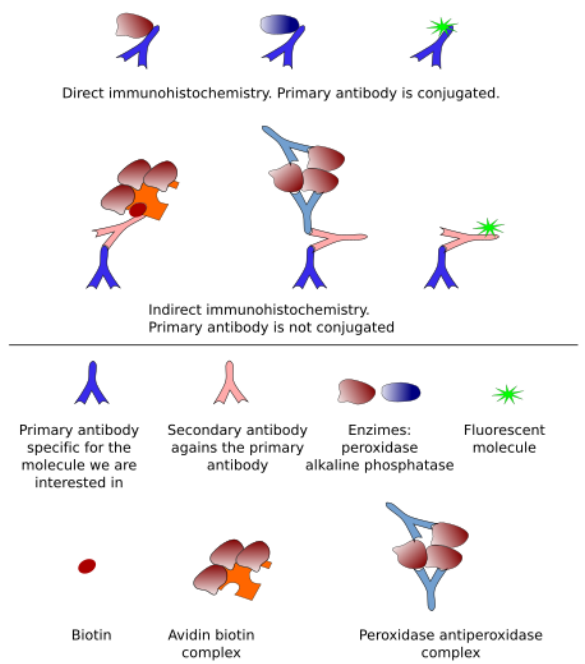 Direct immunohistochemistry. Primary antibody is conjugated.
Indirect immunohistochemistry.
Primary antibody is not conjugated
Primary antibody
specific for the
molecule we are
interested in
Secondary antibody
agains the primary
antibody
Enzimes:
peroxidase
alkaline phosphatase
Fluorescent
molecule
Biotin
Avidin biotin
complex
Peroxidase antiperoxidase
complex